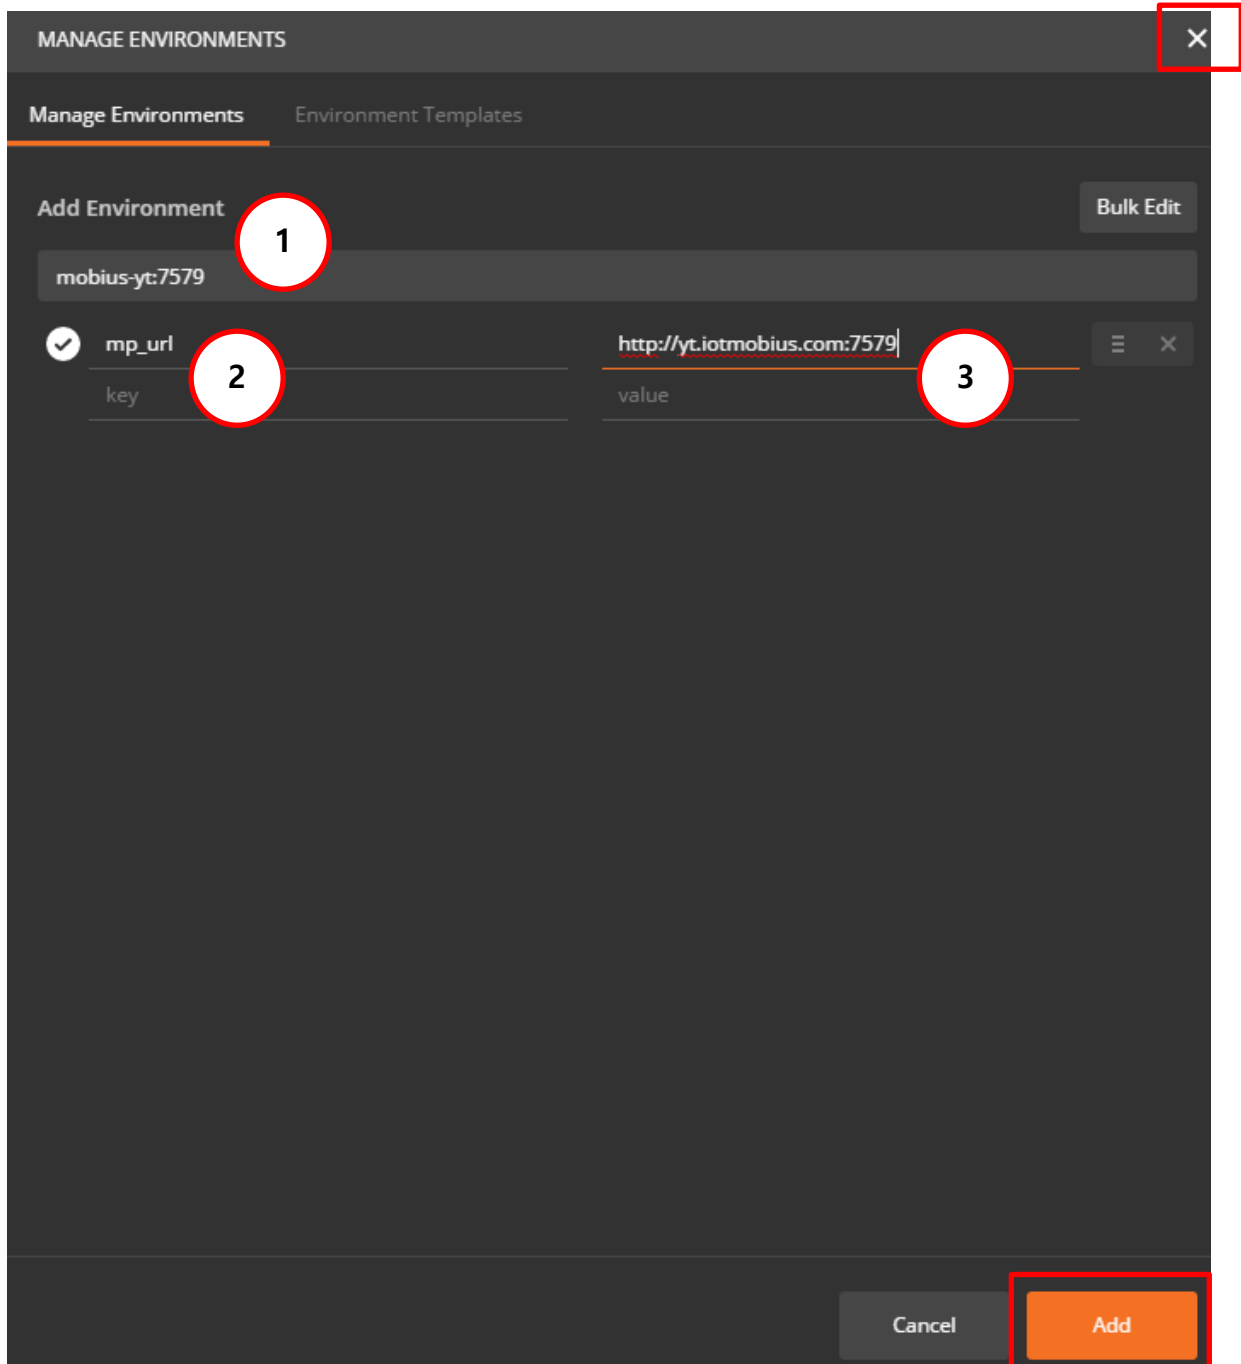 MANAGE ENVIRONMENTS
Manage Environments Environment Templates
Add Environment
Bulk Edit
1
mobius-yt:7579
mp_url http://yt.iotmobius.com:7579
2 3
key value
Cancel Add